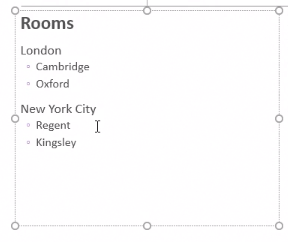 Rooms
London
Cambridge
Oxford
New York City
Regent
Kingsley